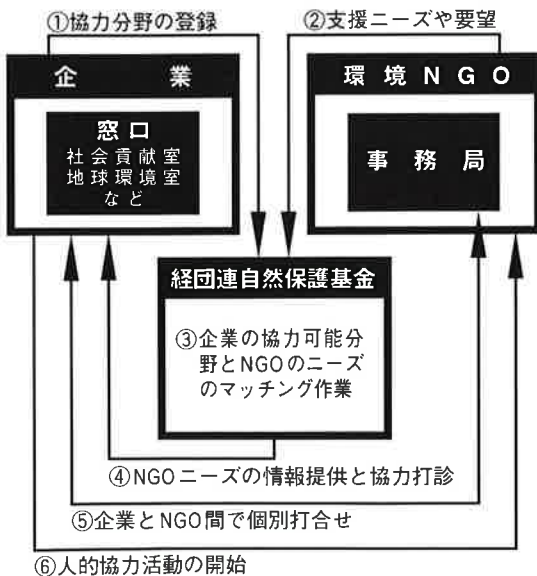 ①協力分野の登録
②支援ニーズや要望
企業
環境NGO
窓口
社会貢献室
地球環境室
など
事務局
経団連自然保護基金
③企業の協力可能分
野とNGOのニーズ
のマッチング作業
④NGOニーズの情報提供と協力打診
⑤企業とNGO間で個別打合せ
⑥人的協力活動の開始